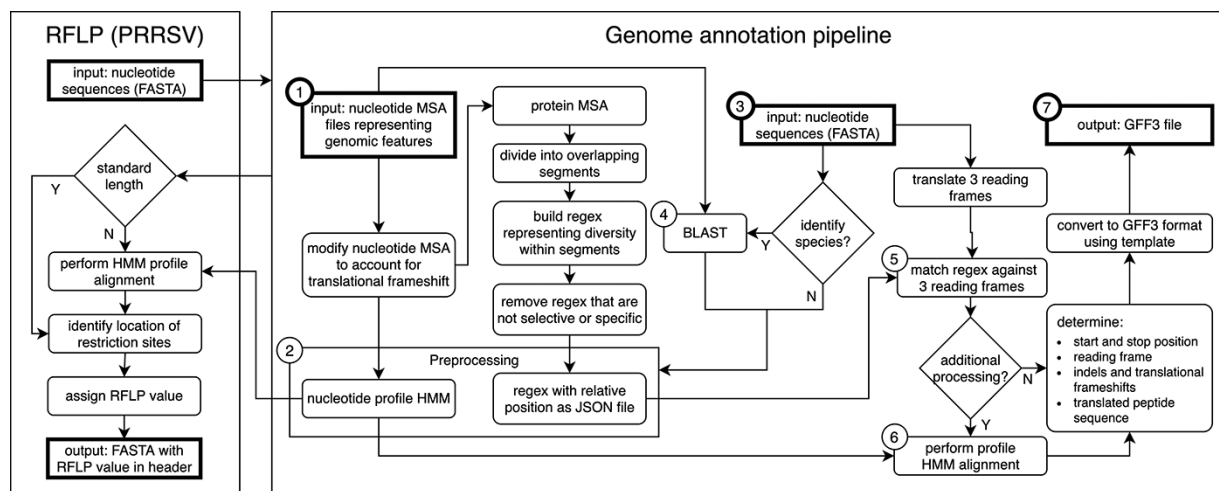 RFLP (PRRSV)
input: nucleotide
sequences (FASTA)
standard
length
Y
N
perform HMM profile
alignment
identify location of
restriction sites
assign RFLP value
output: FASTA with
RFLP value in header
Genome annotation pipeline
1
input: nucleotide MSA
files representing
genomic features
modify nucleotide MSA
to account for
translational frameshift
2
Preprocessing
nucleotide profile HMM
protein MSA
divide into overlapping
segments
build regex
representing diversity
within segments
remove regex that are
not selective or specific
regex with relative
position as JSON file
3
input: nucleotide
sequences (FASTA)
4
BLAST
identify
species?
Y
N
translate 3 reading
frames
5
match regex against
3 reading frames
additional
processing?
N
Y
6
perform profile
HMM alignment
7
output: GFF3 file
convert to GFF3 format
using template
determine:
• start and stop position
• reading frame
• indels and translational
frameshifts
• translated peptide
sequence